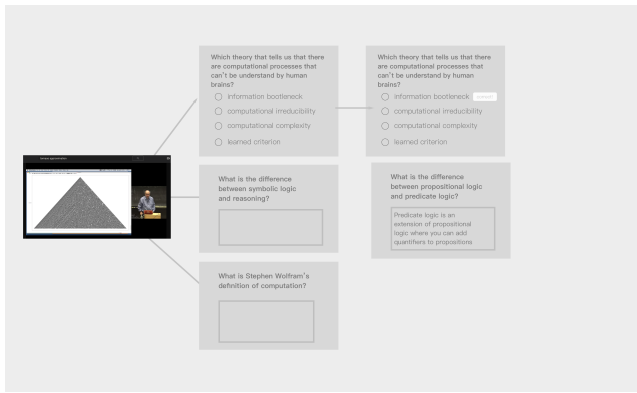 Which theory that tells us that there
are computational processes that
can't be understand by human
brains?
information bootleneck
computational irreducibility
computational complexity
learned criterion
Which theory that tells us that there
are computational processes that
can't be understand by human
brains?
information bootleneck
computational irreducibility
computational complexity
learned criterion
What is the difference
between symbolic logic
and reasoning?
What is the difference
between propositional logic
and predicate logic?
Predicate logic is an
extension of propositional
logic where you can add
quantifiers to propositions
What is Stephen Wolfram's
definition of computation?